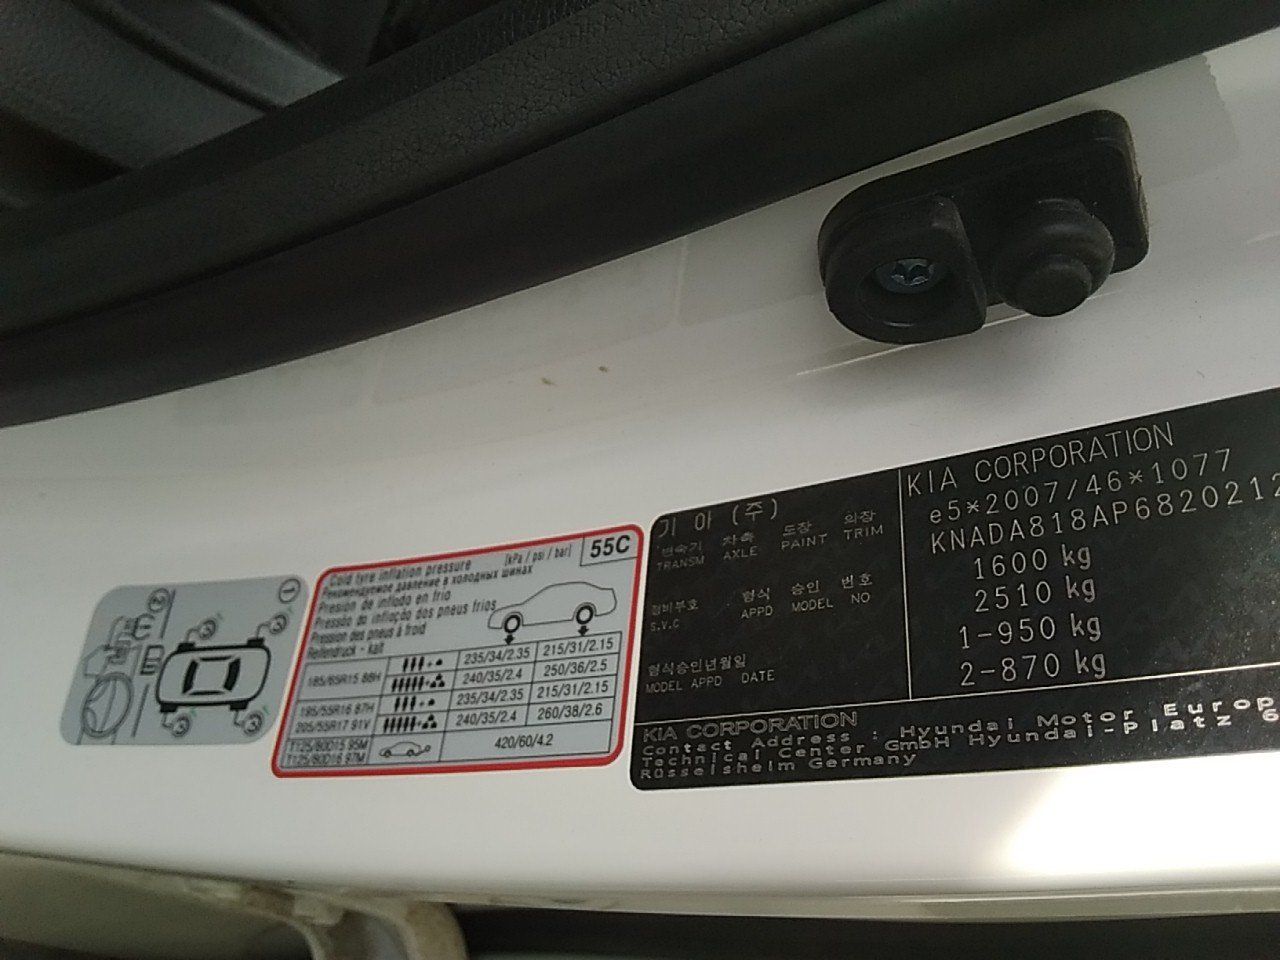 55C
Cold tyre inflation pressure [kPa / psi / bar]
Рекомендуемое давление в холодных шинах
Presión de inflado en frio
Pressão do inflação dos pneus frios
Pression des pneus à froid
Reifendruck - kalt
185/65R15 88H 235/34/2.35 215/31/2.15
240/35/2.4 250/36/2.5
195/55R16 87H 235/34/2.35 215/31/2.15
205/55R17 91V 240/35/2.4 260/38/2.6
T125/80D15 95M 420/60/4.2
T125/80D16 97M
기 아 (주)
변속기 차축 도장 의장
TRANSM AXLE PAINT TRIM
정비부호 형식 승인 번호
S.V.C APPD MODEL NO
형식승인년월일
MODEL APPD DATE
KIA CORPORATION
e5*2007/46*1077
KNADA818AP6820212
1600 kg
2510 kg
1-950 kg
2-870 kg
KIA CORPORATION
Contact Address : Hyundai Motor Europ
Technical Center GmbH Hyundai-Platz
Rüsselsheim Germany